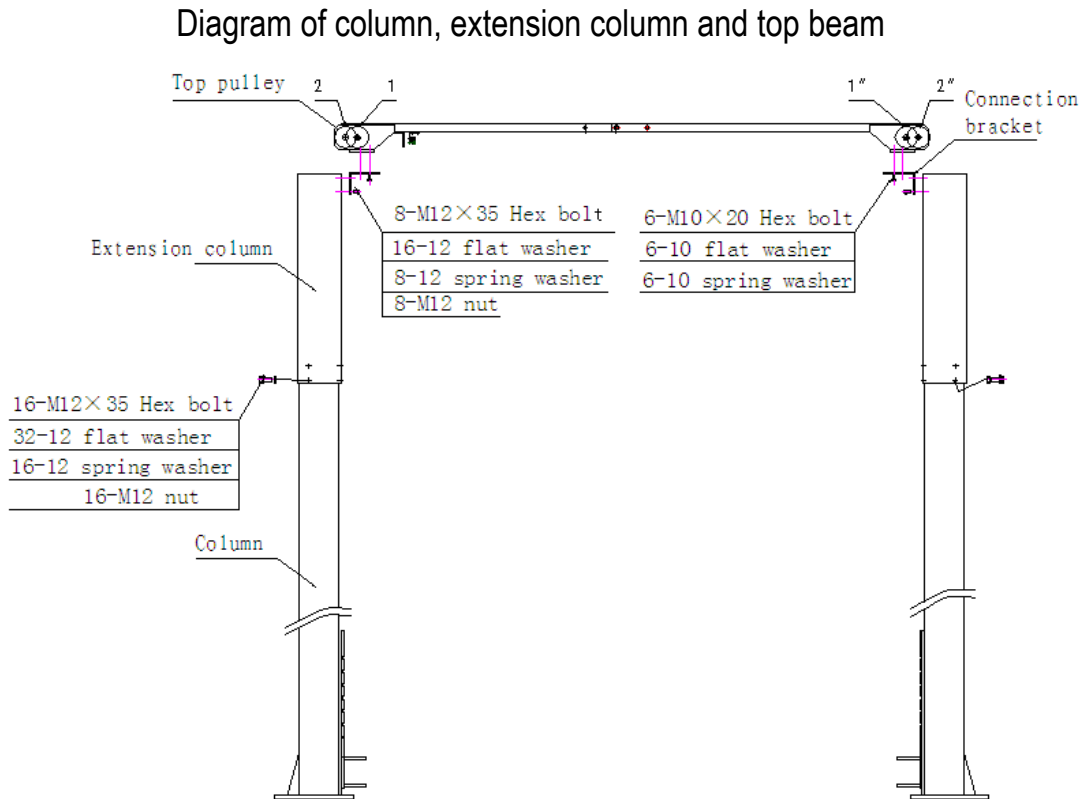 Diagram of column, extension column and top beam
Top pulley
2
1
1″
2″
Connection
bracket
8-M12×35 Hex bolt
16-12 flat washer
8-12 spring washer
8-M12 nut
6-M10×20 Hex bolt
6-10 flat washer
6-10 spring washer
Extension column
16-M12×35 Hex bolt
32-12 flat washer
16-12 spring washer
16-M12 nut
Column